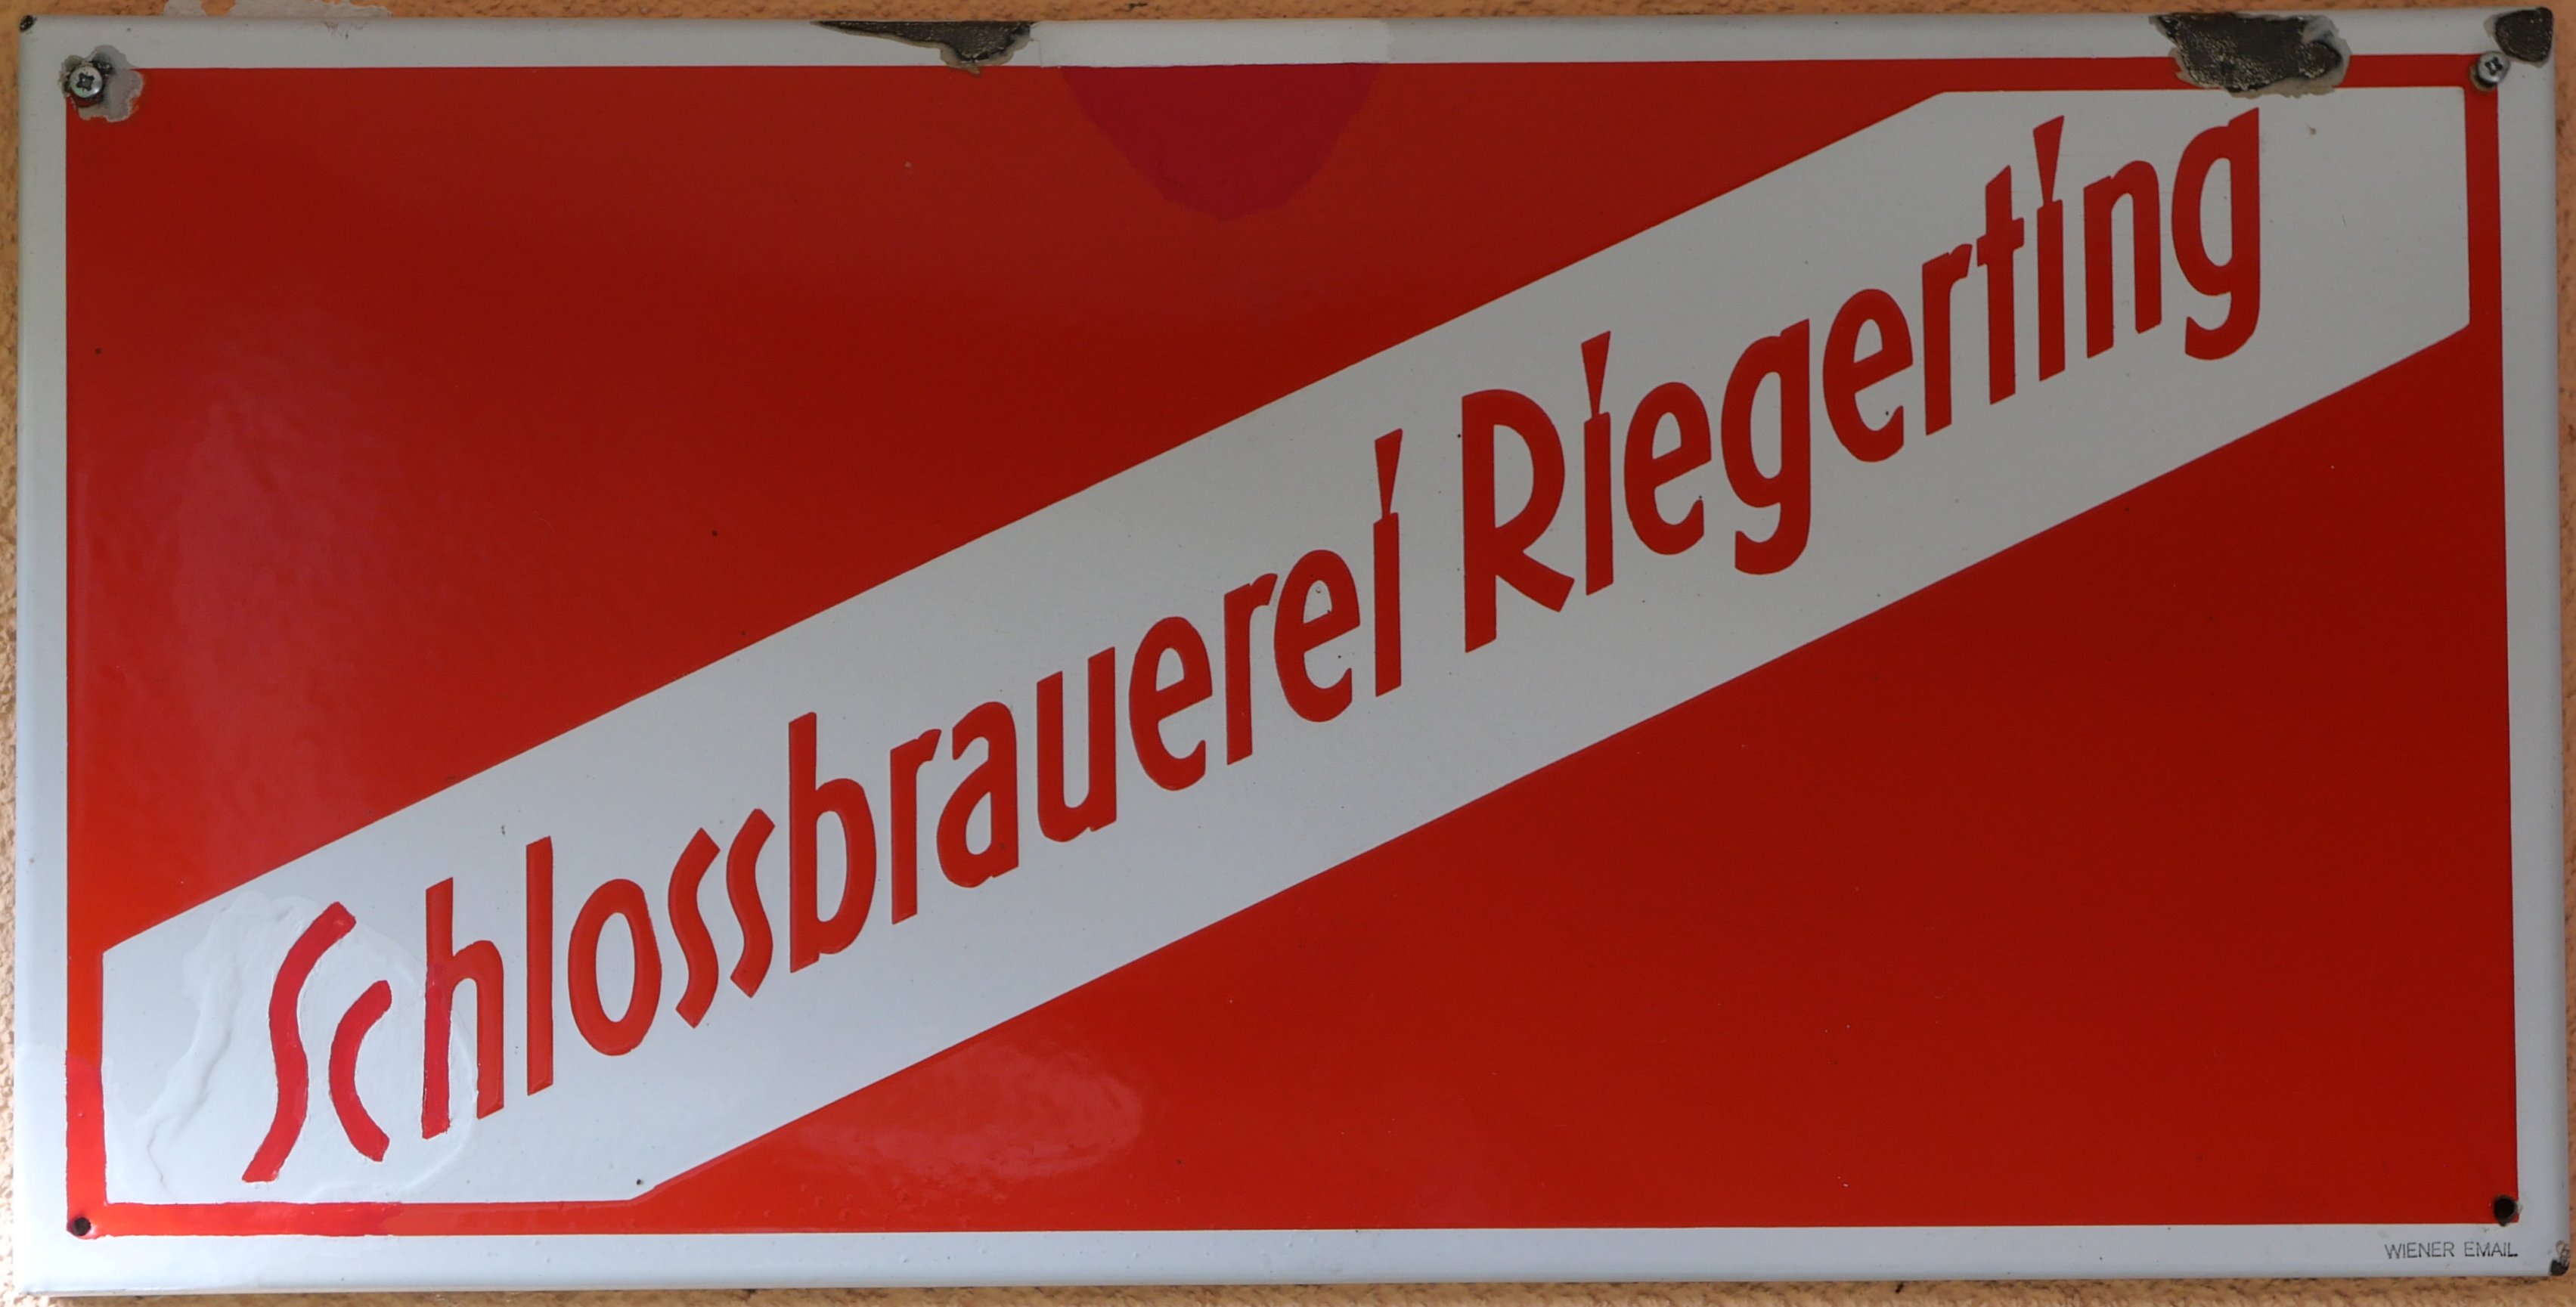 Schlossbrauerei Riegerting
WIENER EMAIL